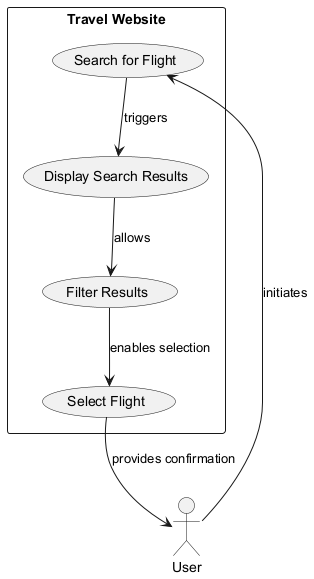 Travel Website
Search for Flight
triggers
Display Search Results
allows
Filter Results
initiates
enables selection
Select Flight
provides confirmation
User